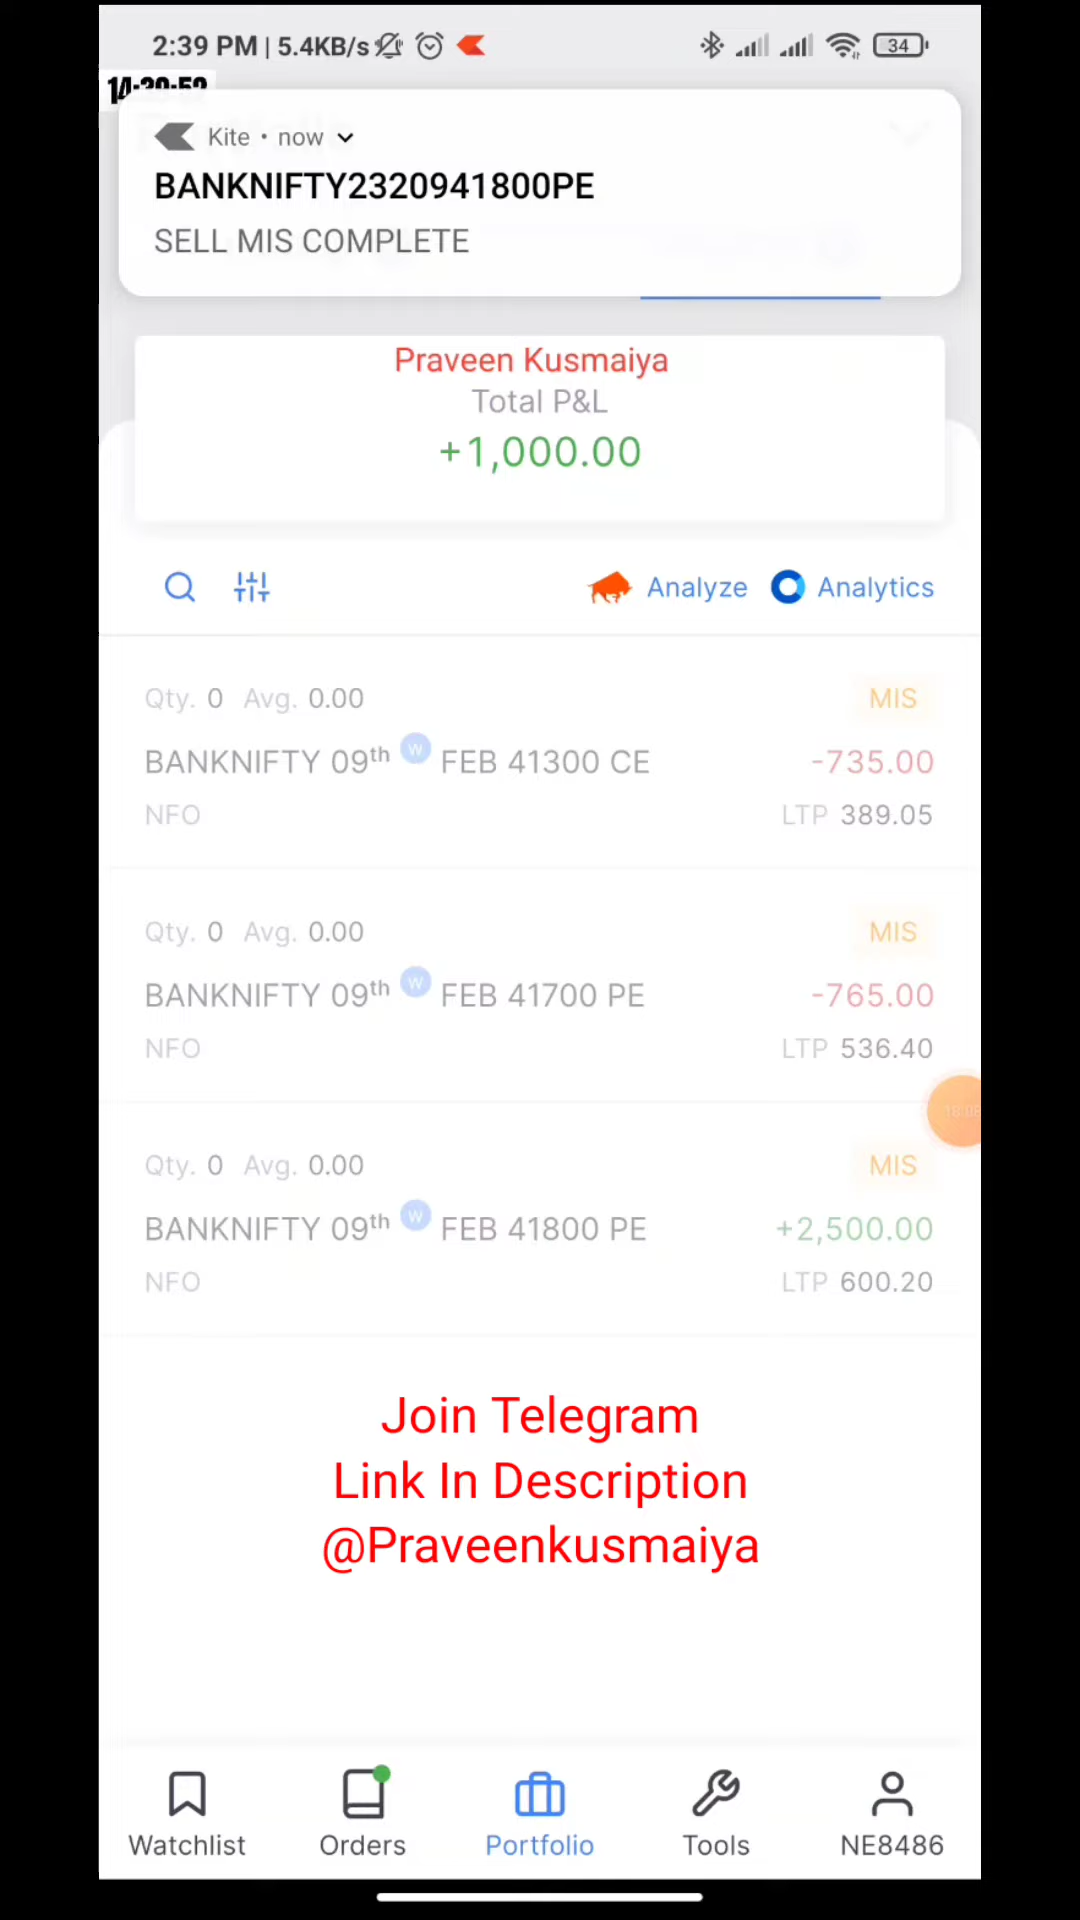 2:39 PM | 5.4KB/s
34
Kite • now
BANKNIFTY2320941800PE
SELL MIS COMPLETE
Praveen Kusmaiya
Total P&L
+1,000.00
Analyze Analytics
Qty. 0 Avg. 0.00 MIS
BANKNIFTY 09th W FEB 41300 CE -735.00
NFO LTP 389.05
Qty. 0 Avg. 0.00 MIS
BANKNIFTY 09th W FEB 41700 PE -765.00
NFO LTP 536.40
Qty. 0 Avg. 0.00 MIS
BANKNIFTY 09th W FEB 41800 PE +2,500.00
NFO LTP 600.20
Join Telegram
Link In Description
@Praveenkusmaiya
Watchlist Orders Portfolio Tools NE8486